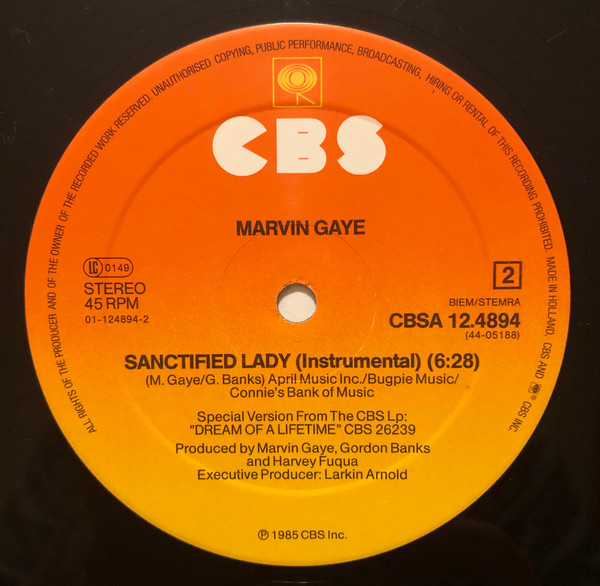 ALL RIGHTS OF THE PRODUCER AND OF THE OWNER OF THE RECORDED WORK RESERVED. UNAUTHORISED COPYING, PUBLIC PERFORMANCE, BROADCASTING, HIRING OR RENTAL OF THIS RECORDING PROHIBITED. MADE IN HOLLAND. CBS AND ® CBS INC.
CBS
MARVIN GAYE
LC 0149
STEREO
45 RPM
01-124894-2
2
BIEM/STEMRA
CBSA 12.4894
(44-05188)
SANCTIFIED LADY (Instrumental) (6:28)
(M. Gaye/G. Banks) April Music Inc./Bugpie Music/
Connie's Bank of Music
Special Version From The CBS Lp:
"DREAM OF A LIFETIME" CBS 26239
Produced by Marvin Gaye, Gordon Banks
and Harvey Fuqua
Executive Producer: Larkin Arnold
℗ 1985 CBS Inc.